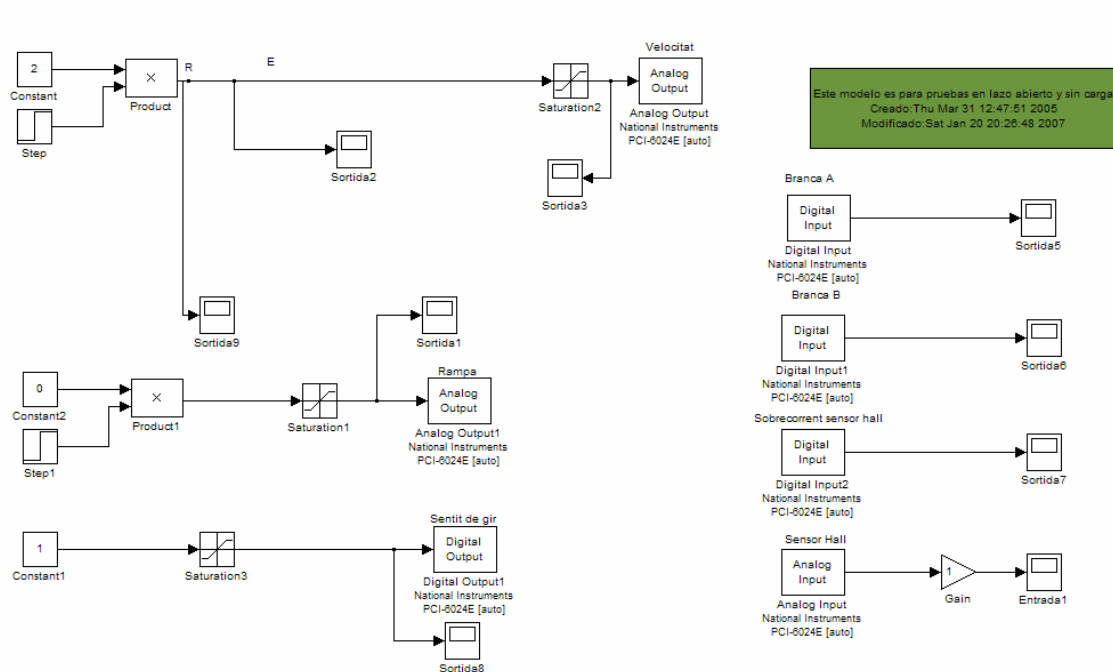 Velocitat
2
Constant
×
Product
R
E
Step
Saturation2
Analog
Output
Analog Output
National Instruments
PCI-6024E [auto]
Sortida2
Sortida3
Sortida9
Sortida1
0
Constant2
×
Product1
Step1
Saturation1
Rampa
Analog
Output
Analog Output1
National Instruments
PCI-6024E [auto]
1
Constant1
Saturation3
Sentit de gir
Digital
Output
Digital Output1
National Instruments
PCI-6024E [auto]
Sortida8
Este modelo es para pruebas en lazo abierto y sin carga
Creado:Thu Mar 31 12:47:51 2005
Modificado:Sat Jan 20 20:26:48 2007
Branca A
Digital
Input
Digital Input
National Instruments
PCI-6024E [auto]
Sortida5
Branca B
Digital
Input
Digital Input1
National Instruments
PCI-6024E [auto]
Sortida6
Sobrecorrent sensor hall
Digital
Input
Digital Input2
National Instruments
PCI-6024E [auto]
Sortida7
Sensor Hall
Analog
Input
Analog Input
National Instruments
PCI-6024E [auto]
1
Gain
Entrada1